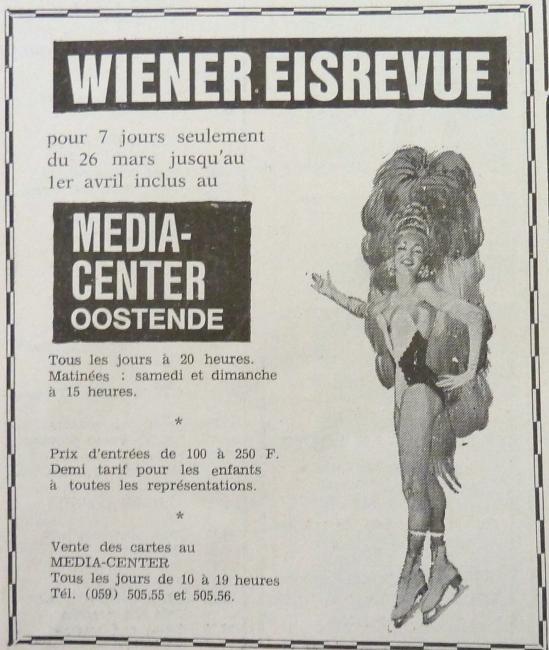 WIENER EISREVUE
pour 7 jours seulement
du 26 mars jusqu'au
1er avril inclus au
MEDIA-
CENTER
OOSTENDE
Tous les jours à 20 heures.
Matinées : samedi et dimanche
à 15 heures.
*
Prix d'entrées de 100 à 250 F.
Demi tarif pour les enfants
à toutes les représentations.
*
Vente des cartes au
MEDIA-CENTER
Tous les jours de 10 à 19 heures
Tél. (059) 505.55 et 505.56.